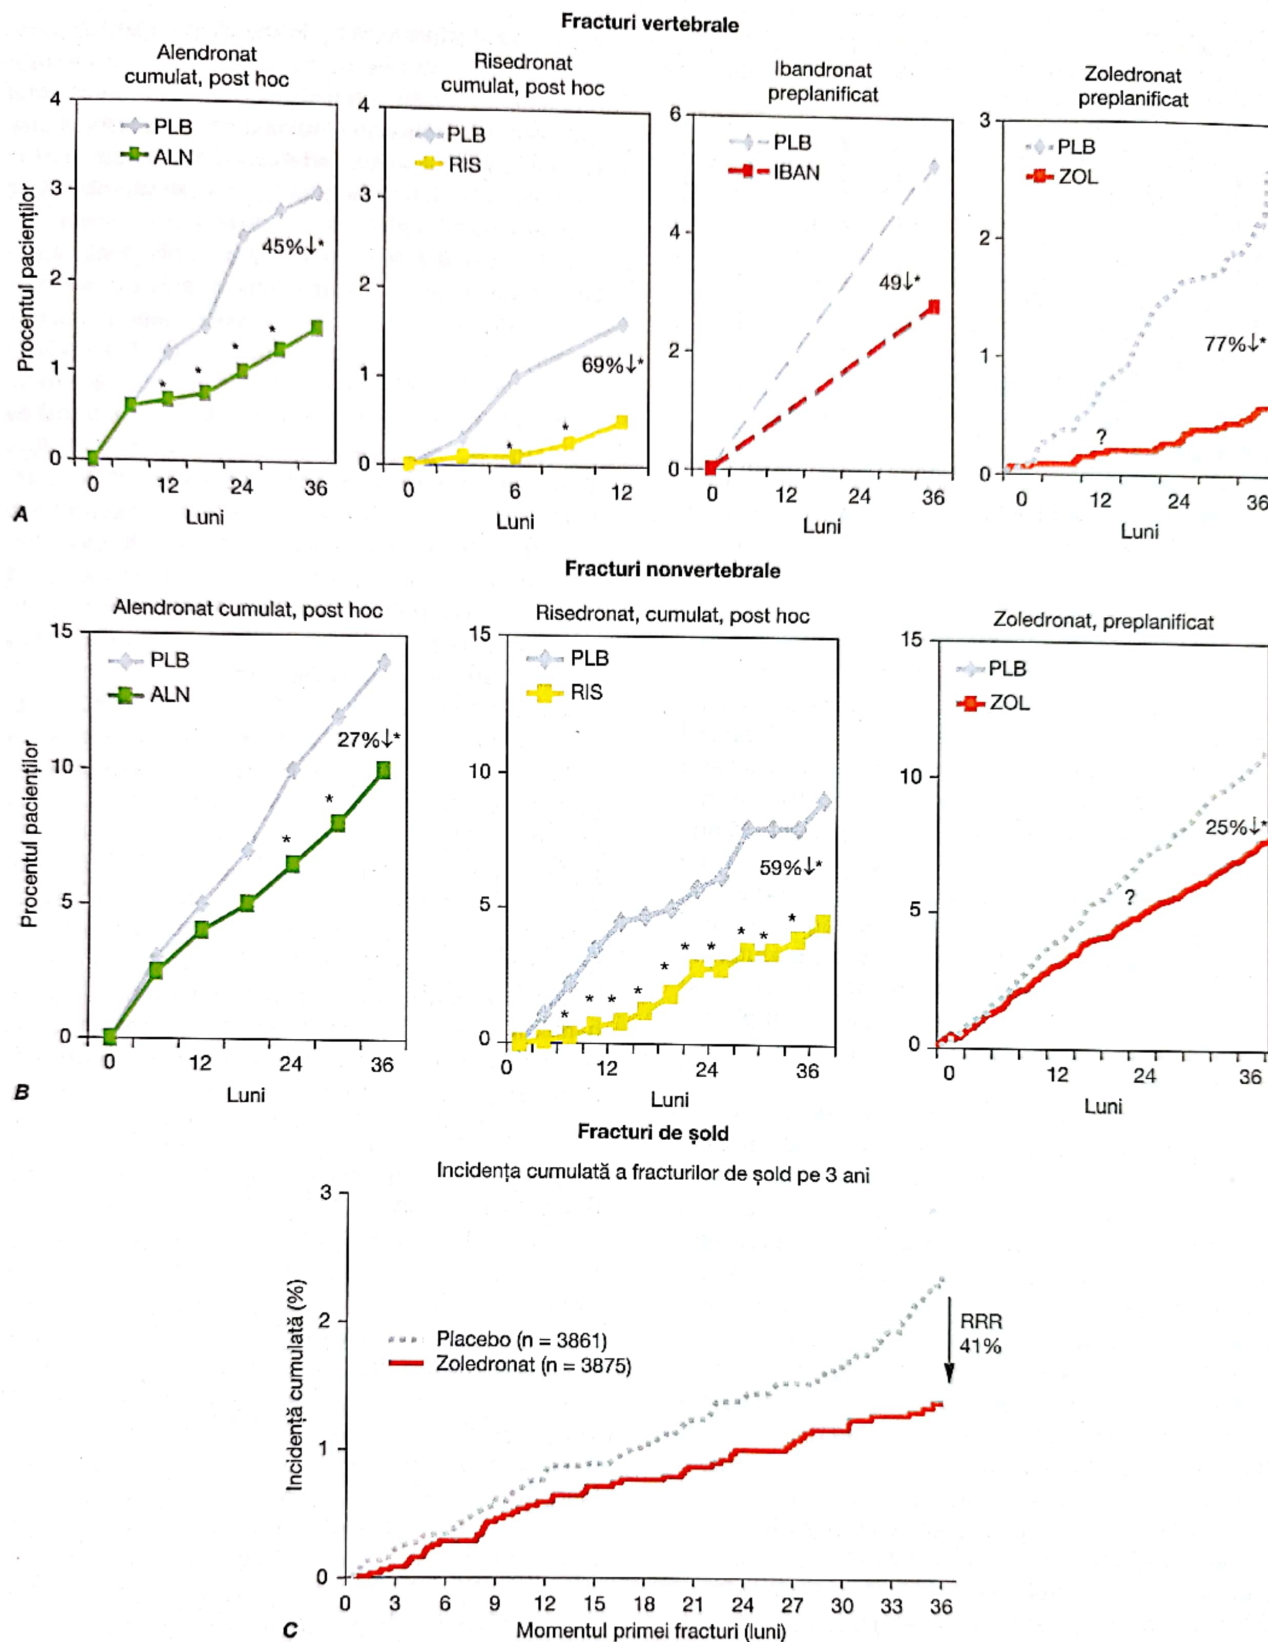 Fracturi vertebrale
Alendronat
cumulat, post hoc
Procentul pacienților
4
3
2
1
0
PLB
ALN
45%↓*
*
*
*
*
0
12
24
36
Luni
Risedronat
cumulat, post hoc
4
3
2
1
0
PLB
RIS
69%↓*
*
*
0
6
12
Luni
Ibandronat
preplanificat
6
4
2
0
PLB
IBAN
49↓*
0
12
24
36
Luni
Zoledronat
preplanificat
3
2
1
0
PLB
ZOL
77%↓*
?
0
12
24
36
Luni
A
Fracturi nonvertebrale
Alendronat cumulat, post hoc
Procentul pacienților
15
10
5
0
PLB
ALN
27%↓*
*
*
0
12
24
36
Luni
Risedronat, cumulat, post hoc
15
10
5
0
PLB
RIS
59%↓*
*
*
*
*
*
*
*
*
*
*
0
12
24
36
Luni
Zoledronat, preplanificat
15
10
5
0
PLB
ZOL
25%↓*
?
0
12
24
36
Luni
B
Fracturi de șold
Incidența cumulată a fracturilor de șold pe 3 ani
Incidență cumulată (%)
3
2
1
0
Placebo (n = 3861)
Zoledronat (n = 3875)
RRR
41%
0 3 6 9 12 15 18 21 24 27 30 33 36
Momentul primei fracturi (luni)
C